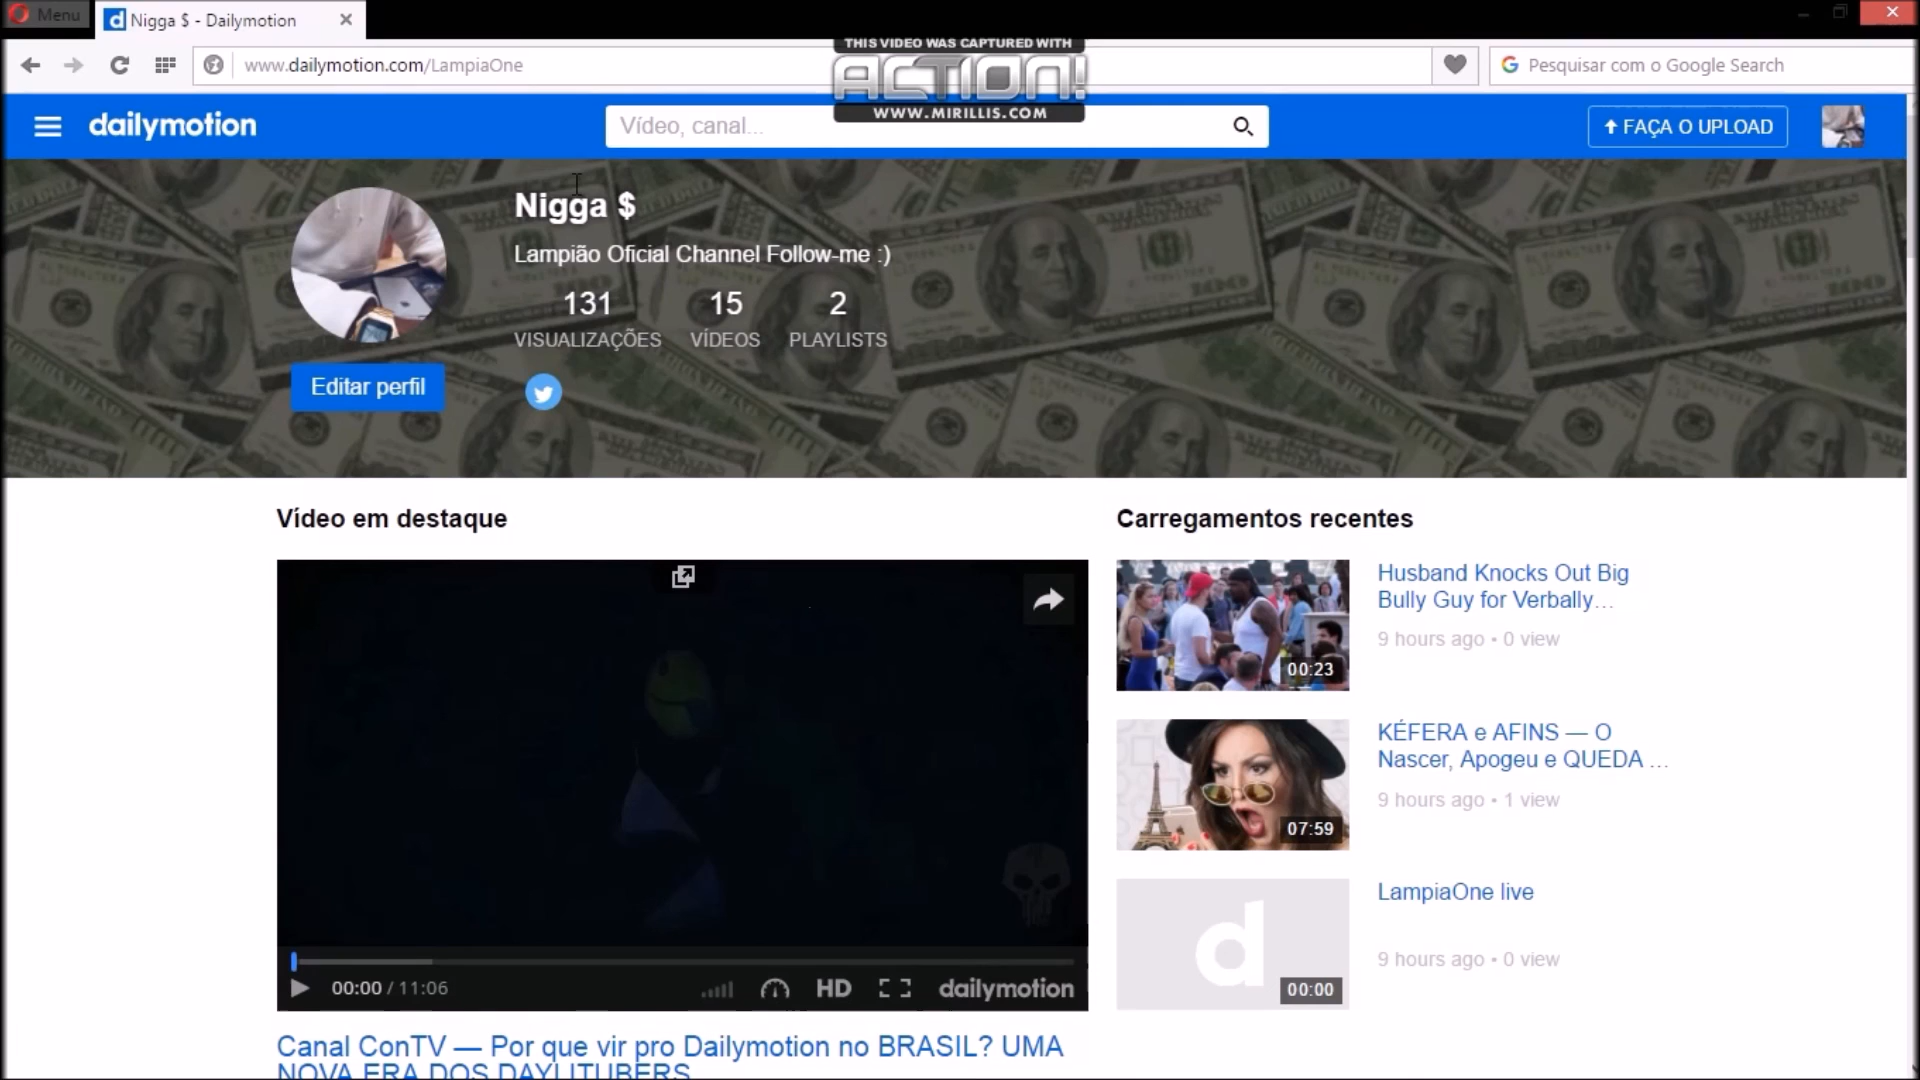 Menu
Nigga $ - Dailymotion
THIS VIDEO WAS CAPTURED WITH
ACTION!
WWW.MIRILLIS.COM
www.dailymotion.com/LampiaOne
Pesquisar com o Google Search
dailymotion
Vídeo, canal...
FAÇA O UPLOAD
Nigga $
Lampião Oficial Channel Follow-me :)
131 15 2
VISUALIZAÇÕES VÍDEOS PLAYLISTS
Editar perfil
Vídeo em destaque
00:00 / 11:06
HD
dailymotion
Canal ConTV — Por que vir pro Dailymotion no BRASIL? UMA
NOVA ERA DOS DAYLITUBERS
Carregamentos recentes
00:23
Husband Knocks Out Big
Bully Guy for Verbally...
9 hours ago • 0 view
07:59
KÉFERA e AFINS — O
Nascer, Apogeu e QUEDA ...
9 hours ago • 1 view
d
00:00
LampiaOne live
9 hours ago • 0 view